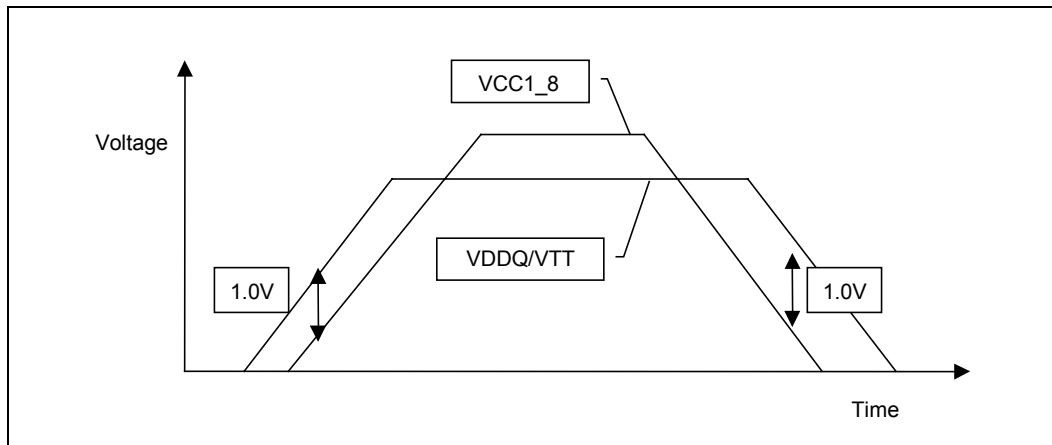 VCC1_8
Voltage
VDDQ/VTT
1.0V
1.0V
Time